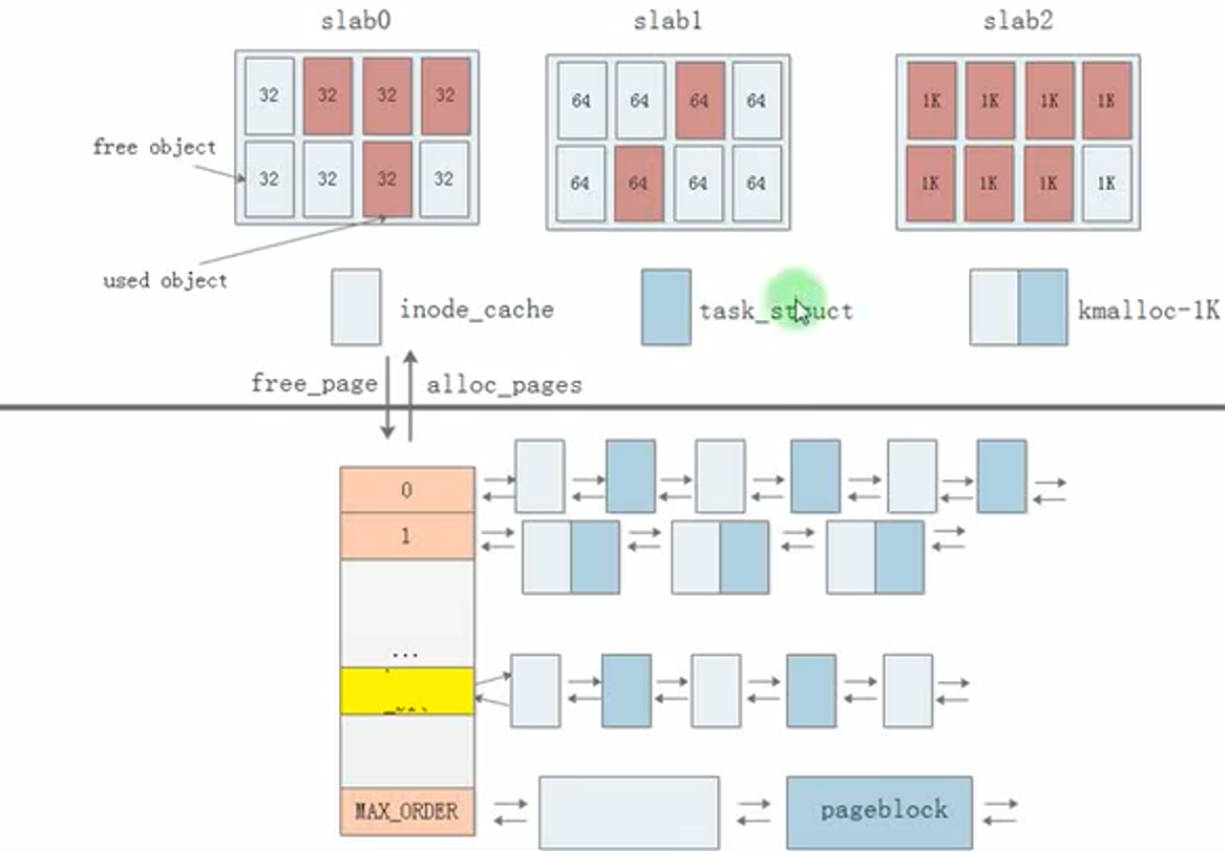 slab0 slab1 slab2
32 32 32 32 64 64 64 64 1K 1K 1K 1K
free object
32 32 32 32 64 64 64 64 1K 1K 1K 1K
used object
inode_cache task_struct kmalloc-1K
free_page alloc_pages
0
1
...
MAX_ORDER pageblock